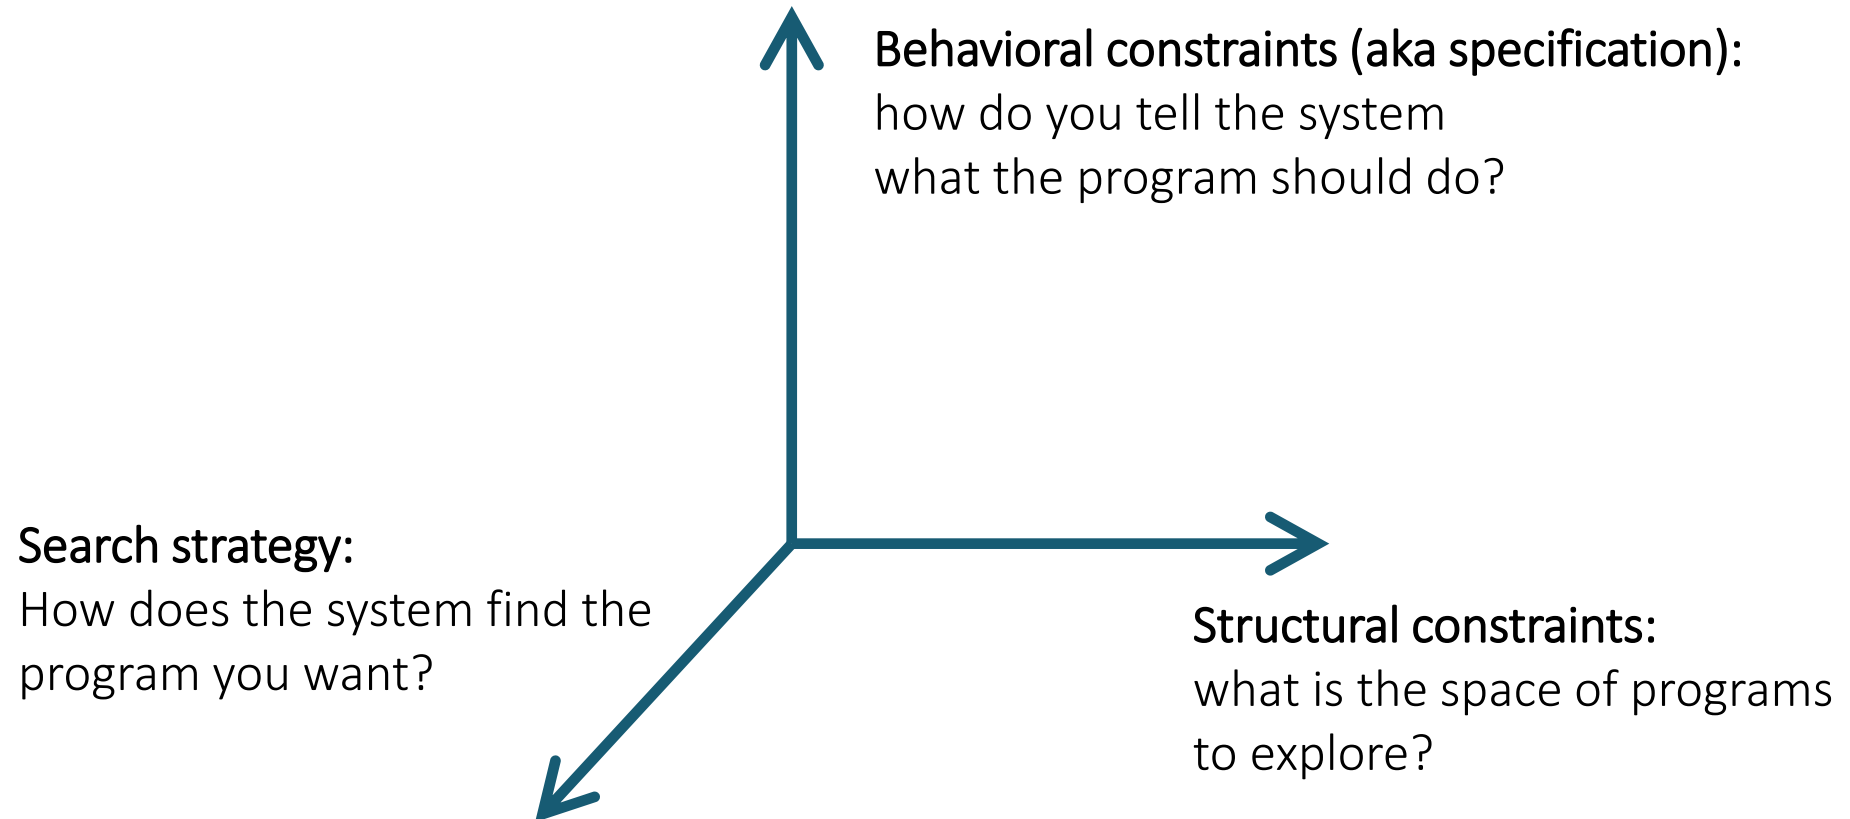 Behavioral constraints (aka specification):
how do you tell the system
what the program should do?
Search strategy:
How does the system find the
program you want?
Structural constraints:
what is the space of programs
to explore?